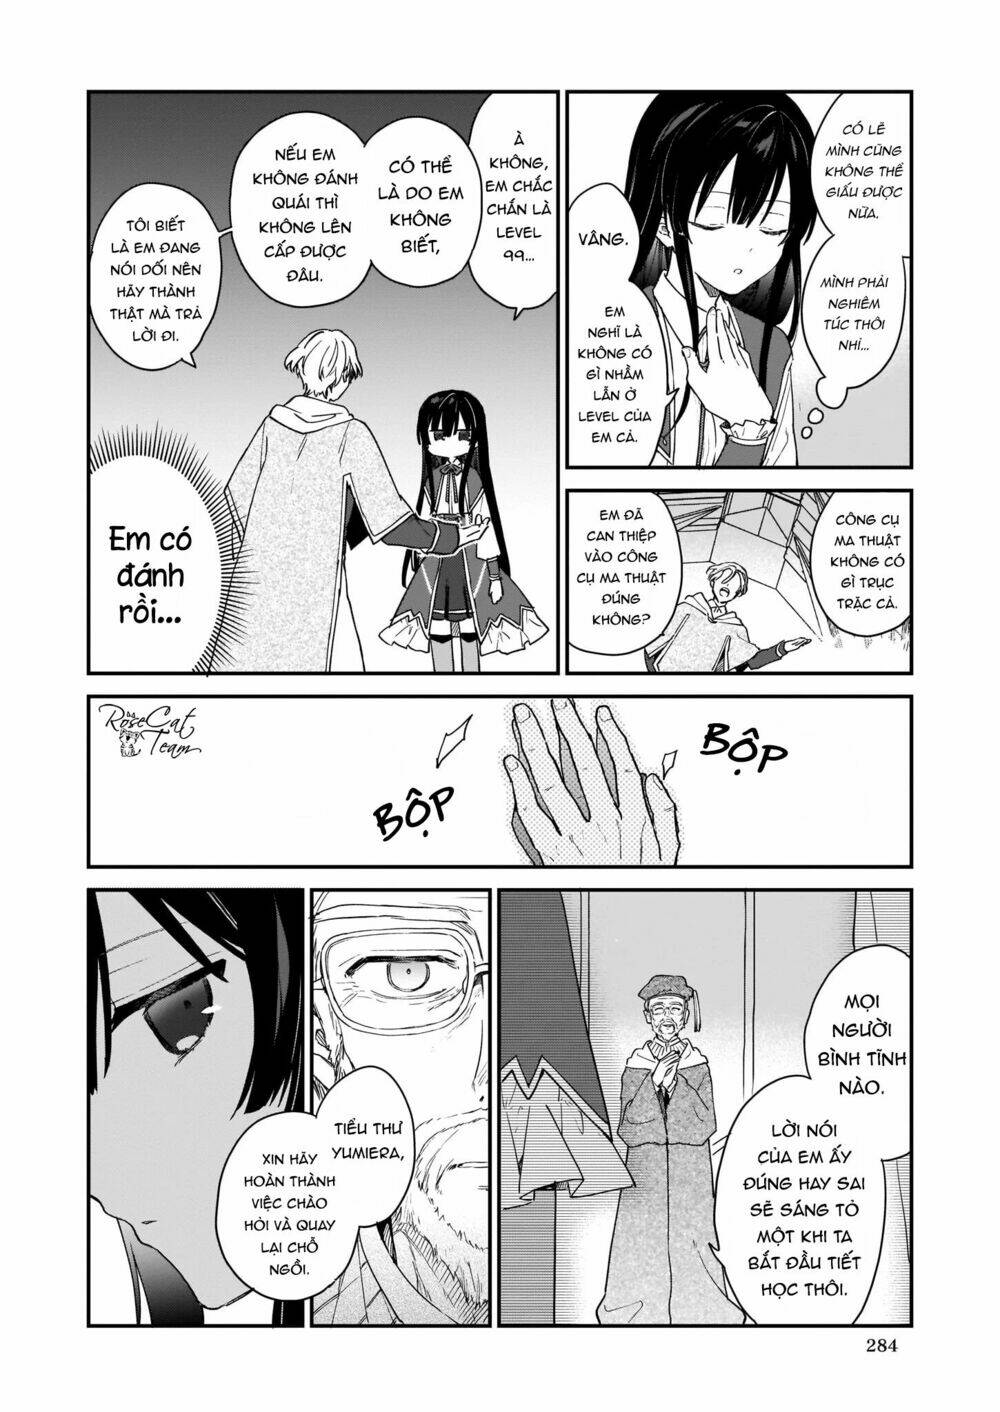 CÓ LẼ
MÌNH CŨNG
KHÔNG THỂ
GIẤU ĐƯỢC
NỮA.
MÌNH PHẢI
NGHIÊM
TÚC THÔI
NHỈ...
VÂNG.
EM
NGHĨ LÀ
KHÔNG CÓ
GÌ NHẦM
LẪN Ở
LEVEL CỦA
EM CẢ.
À
KHÔNG,
EM CHẮC
CHẮN LÀ
LEVEL
99...
CÓ THỂ
LÀ DO EM
KHÔNG
BIẾT,
NẾU EM
KHÔNG ĐÁNH
QUÁI THÌ
KHÔNG LÊN
CẤP ĐƯỢC
ĐÂU.
TÔI BIẾT
LÀ EM ĐANG
NÓI DỐI NÊN
HÃY THÀNH
THẬT MÀ TRẢ
LỜI ĐI.
Em có
đánh
rồi...
CÔNG CỤ
MA THUẬT
KHÔNG CÓ
GÌ TRỤC
TRẶC CẢ.
EM ĐÃ
CAN THIỆP
VÀO CÔNG
CỤ MA THUẬT
ĐÚNG
KHÔNG?
RoseCat
Team
BỘP
BỘP
MỌI
NGƯỜI
BÌNH TĨNH
NÀO.
LỜI NÓI
CỦA EM ẤY
ĐÚNG HAY SAI
SẼ SÁNG TỎ
MỘT KHI TA
BẮT ĐẦU TIẾT
HỌC THÔI.
TIỂU THƯ
YUMIERA,
XIN HÃY
HOÀN THÀNH
VIỆC CHÀO
HỎI VÀ QUAY
LẠI CHỖ
NGỒI.
284